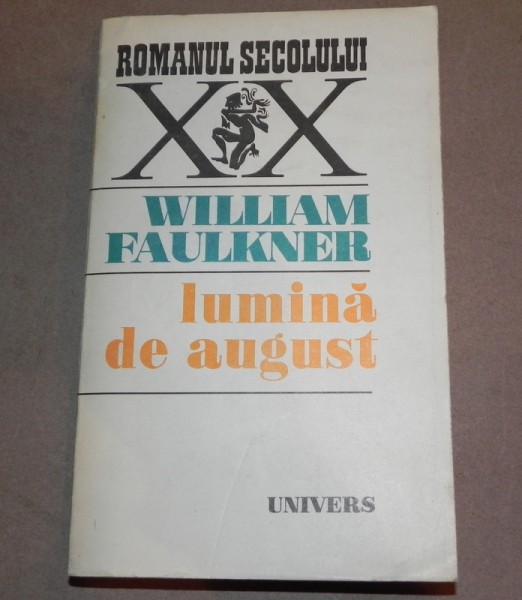 ROMANUL SECOLULUI
XX
WILLIAM
FAULKNER
lumină
de august
UNIVERS